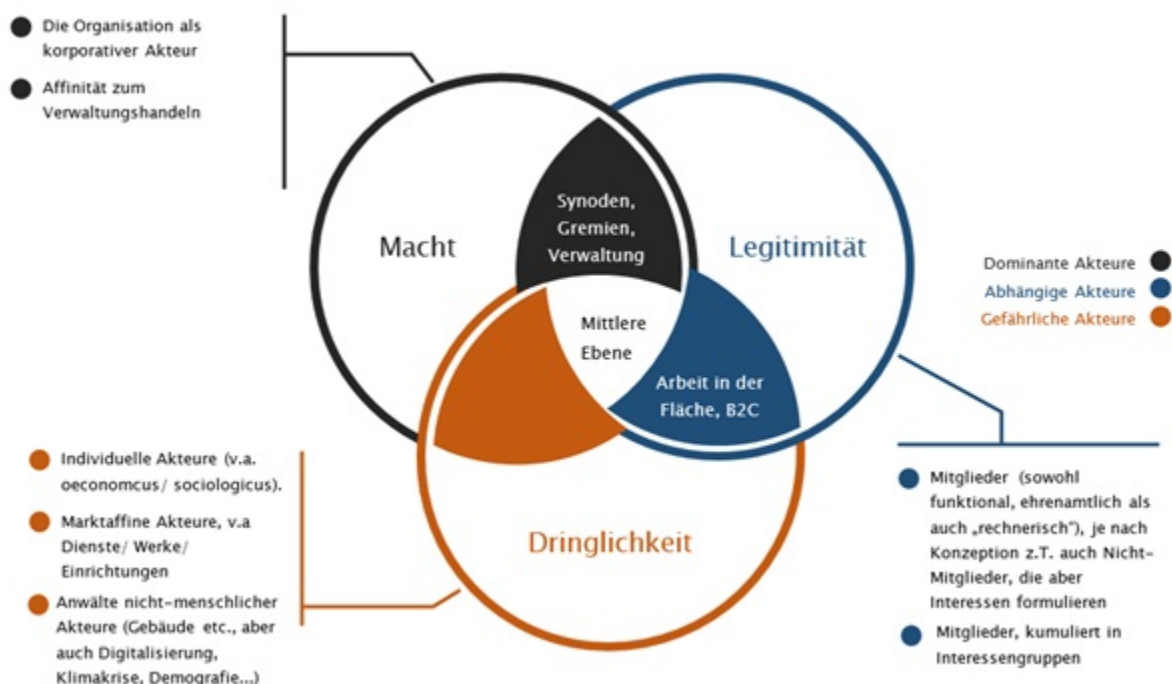 Die Organisation als
korporativer Akteur
Affinität zum
Verwaltungshandeln
Macht
Synoden,
Gremien,
Verwaltung
Legitimität
Mittlere
Ebene
Arbeit in der
Fläche, B2C
Dringlichkeit
Dominante Akteure
Abhängige Akteure
Gefährliche Akteure
Individuelle Akteure (v.a.
oeconomcus/ sociologicus).
Marktaffine Akteure, v.a
Dienste/ Werke/
Einrichtungen
Anwälte nicht-menschlicher
Akteure (Gebäude etc., aber
auch Digitalisierung,
Klimakrise, Demografie...)
Mitglieder (sowohl
funktional, ehrenamtlich als
auch „rechnerisch"), je nach
Konzeption z.T. auch Nicht-
Mitglieder, die aber
Interessen formulieren
Mitglieder, kumuliert in
Interessengruppen